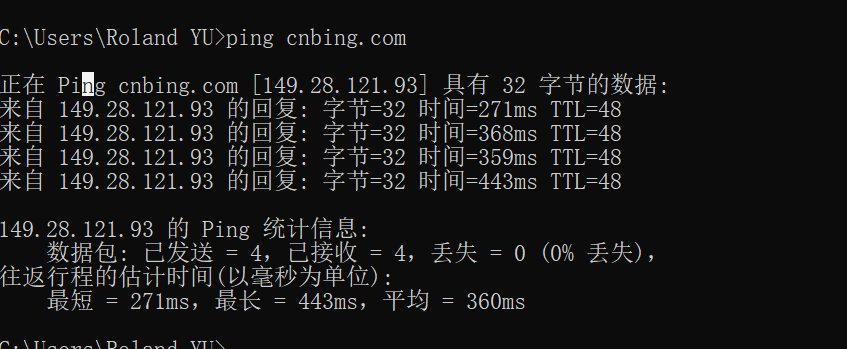 C:\Users\Roland YU>ping cnbing.com
正在 Ping cnbing.com [149.28.121.93] 具有 32 字节的数据:
来自 149.28.121.93 的回复: 字节=32 时间=271ms TTL=48
来自 149.28.121.93 的回复: 字节=32 时间=368ms TTL=48
来自 149.28.121.93 的回复: 字节=32 时间=359ms TTL=48
来自 149.28.121.93 的回复: 字节=32 时间=443ms TTL=48
149.28.121.93 的 Ping 统计信息:
数据包: 已发送 = 4，已接收 = 4，丢失 = 0 (0% 丢失)，
往返行程的估计时间(以毫秒为单位):
最短 = 271ms，最长 = 443ms，平均 = 360ms
C:\Users\Roland YU>